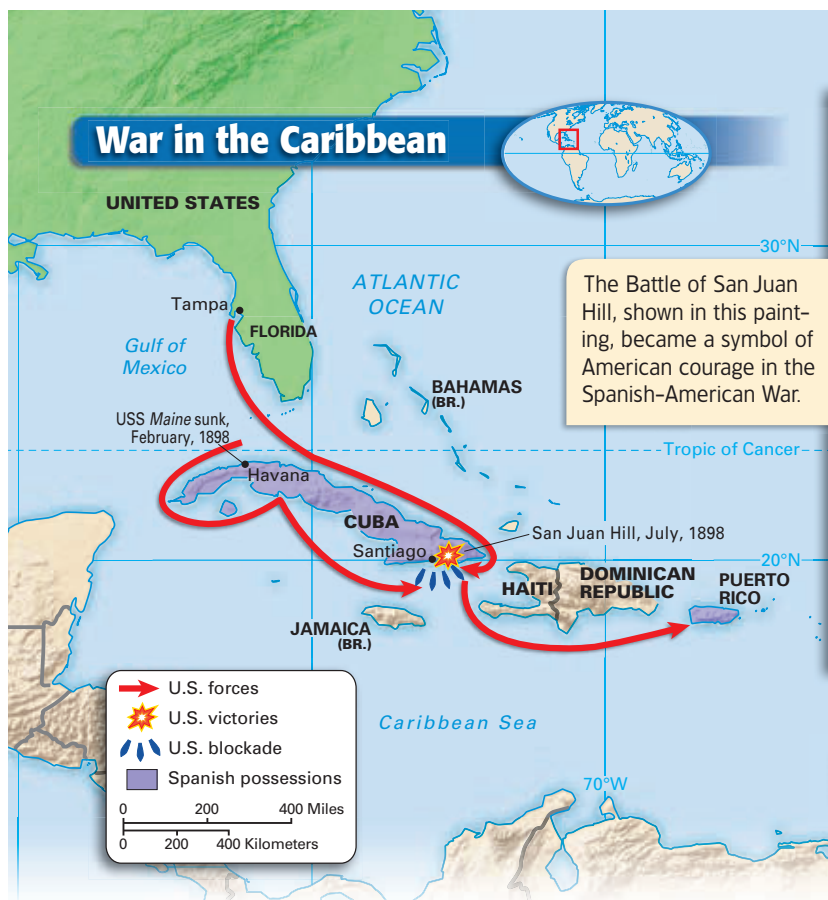 War in the Caribbean
UNITED STATES
30°N
ATLANTIC
OCEAN
The Battle of San Juan
Hill, shown in this paint-
ing, became a symbol of
American courage in the
Spanish-American War.
Tampa
FLORIDA
Gulf of
Mexico
BAHAMAS
(BR.)
USS Maine sunk,
February, 1898
Tropic of Cancer
Havana
CUBA
San Juan Hill, July, 1898
Santiago
20°N
HAITI
DOMINICAN
REPUBLIC
PUERTO
RICO
JAMAICA
(BR.)
U.S. forces
U.S. victories
U.S. blockade
Spanish possessions
0 200 400 Miles
0 200 400 Kilometers
Caribbean Sea
70°W